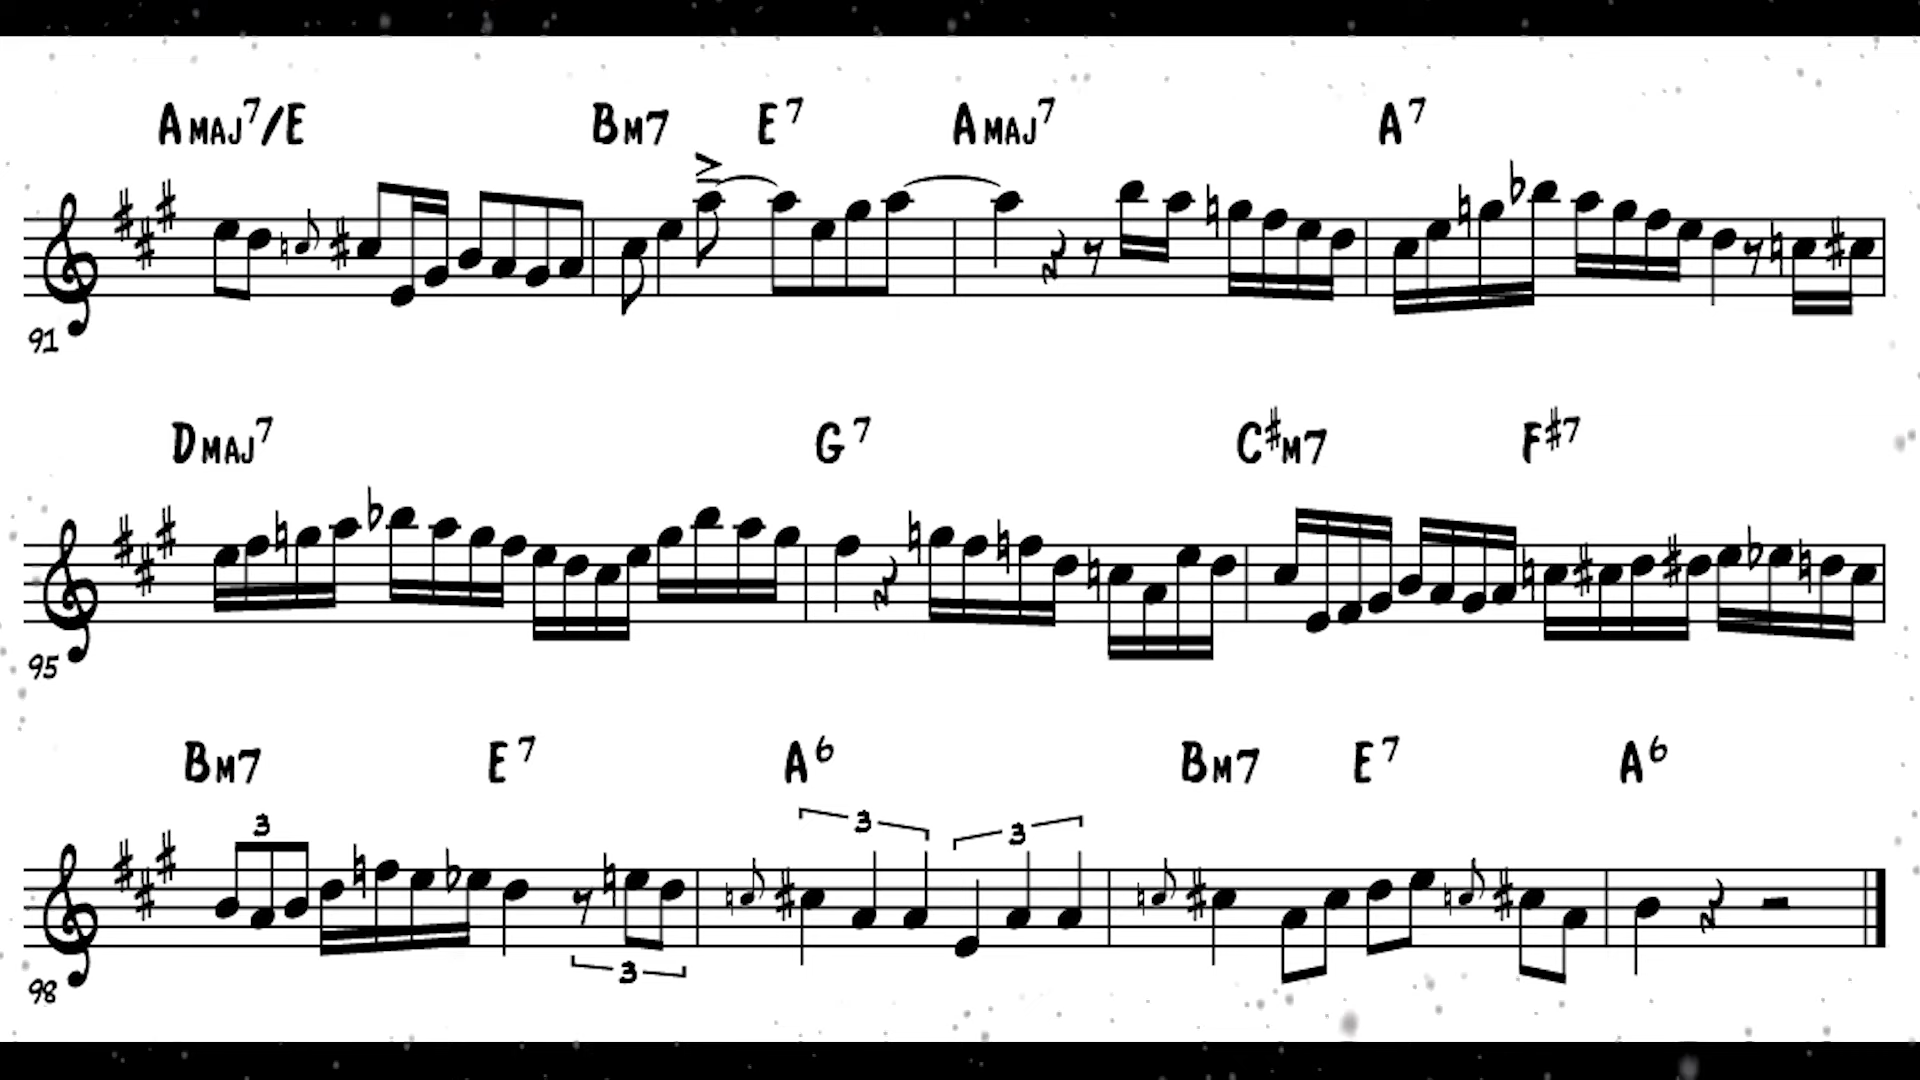 AMAJ7/E BM7 E7 AMAJ7 A7
91
DMAJ7 G7 C#M7 F#7
95
BM7 E7 A6 BM7 E7 A6
3 3 3
3
98